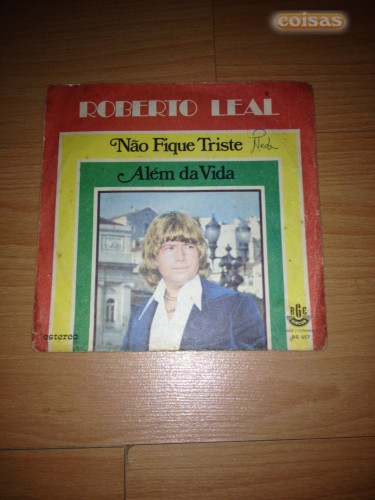 coisas
ROBERTO LEAL
Não Fique Triste
Além da Vida
RGE
estereo